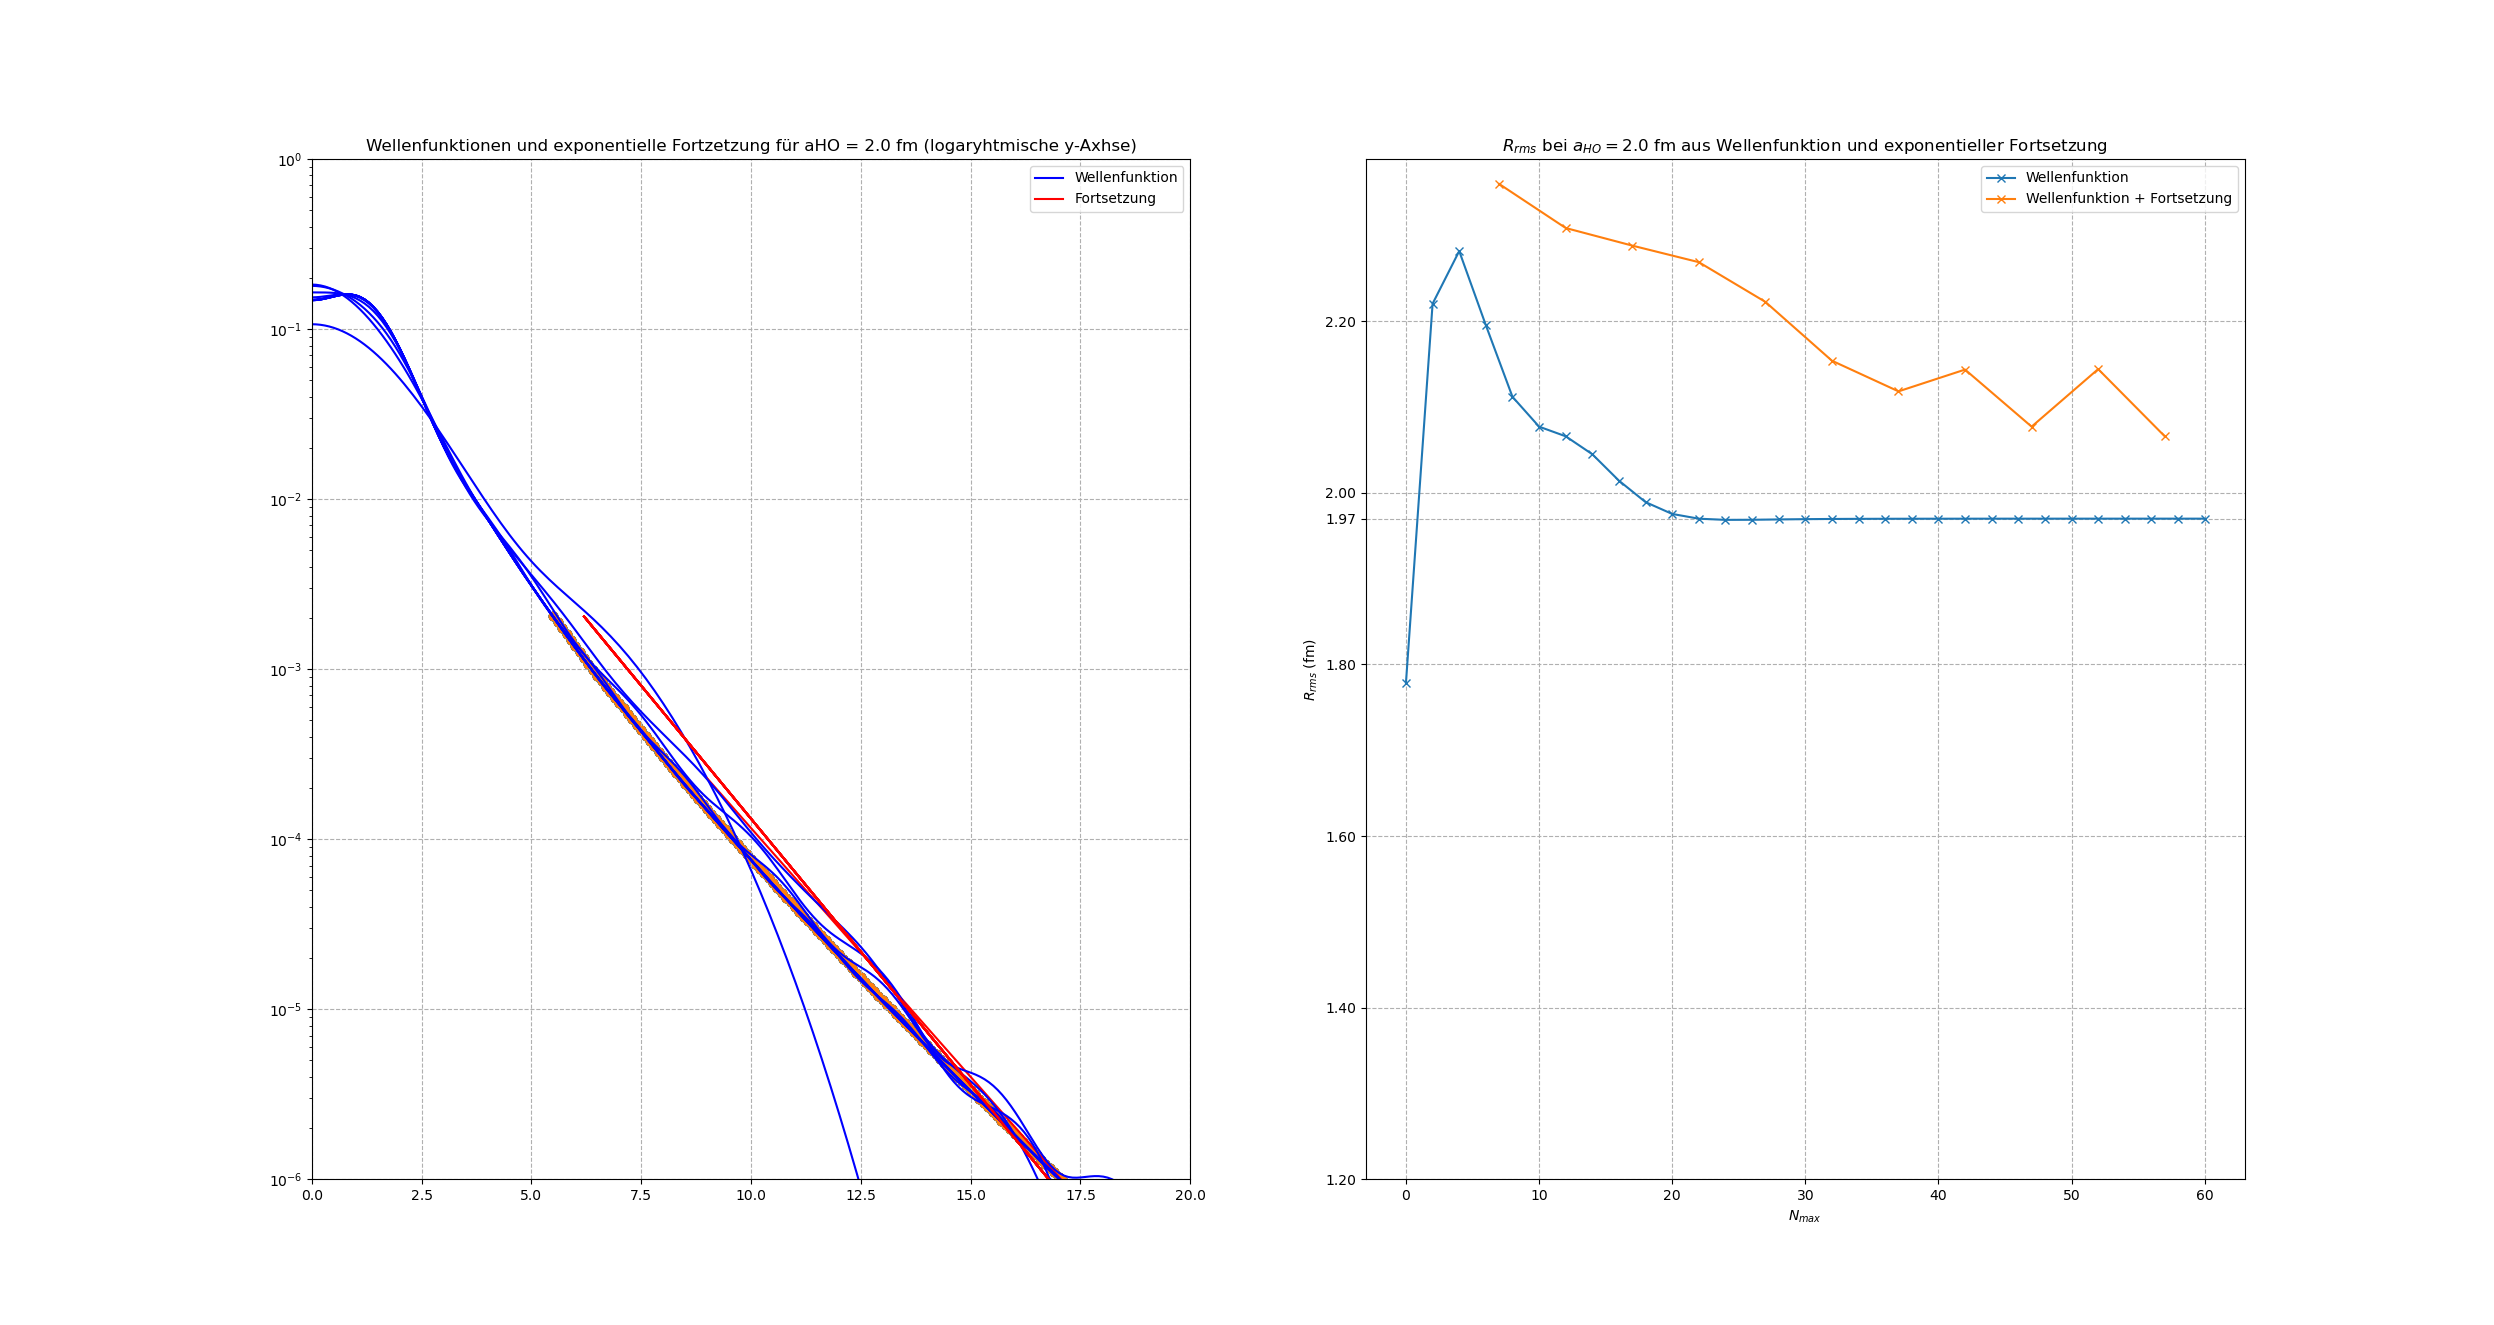 Wellenfunktionen und exponentielle Fortzetzung für aHO = 2.0 fm (logaryhtmische y-Axhse)
Wellenfunktion
Fortsetzung
10⁰
10⁻¹
10⁻²
10⁻³
10⁻⁴
10⁻⁵
10⁻⁶
0.0 2.5 5.0 7.5 10.0 12.5 15.0 17.5 20.0
R_rms bei a_HO = 2.0 fm aus Wellenfunktion und exponentieller Fortsetzung
Wellenfunktion
Wellenfunktion + Fortsetzung
2.20
2.00
1.97
1.80
1.60
1.40
1.20
R_rms (fm)
0 10 20 30 40 50 60
N_max